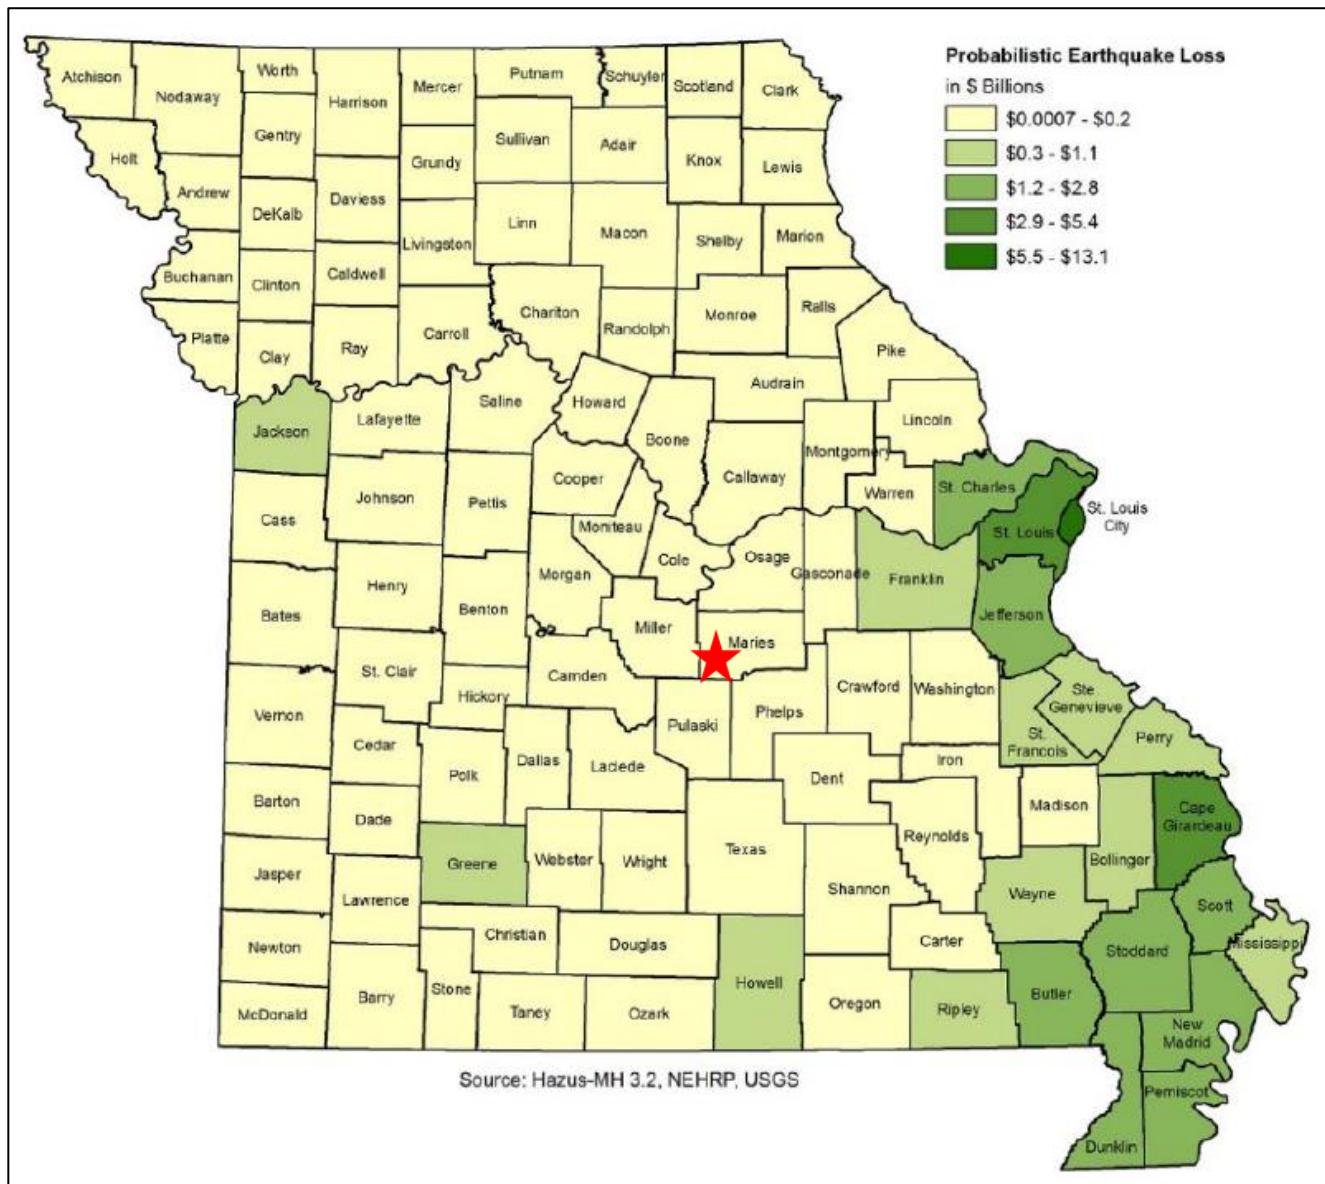 Probabilistic Earthquake Loss
in $ Billions
$0.0007 - $0.2
$0.3 - $1.1
$1.2 - $2.8
$2.9 - $5.4
$5.5 - $13.1
Atchison
Nodaway
Worth
Harrison
Mercer
Putnam
Schuyler
Scotland
Clark
Holt
Gentry
Sullivan
Adair
Knox
Lewis
Andrew
Grundy
DeKalb
Daviess
Linn
Macon
Shelby
Marion
Livingston
Buchanan
Clinton
Caldwell
Chariton
Randolph
Monroe
Ralls
Platte
Clay
Ray
Carroll
Pike
Audrain
Jackson
Lafayette
Saline
Howard
Boone
Callaway
Montgomery
Lincoln
Cass
Johnson
Pettis
Cooper
Moniteau
Warren
St. Charles
St. Louis
St. Louis
City
Cole
Osage
Gasconade
Franklin
Jefferson
Bates
Henry
Benton
Morgan
Miller
Maries
Vernon
St. Clair
Hickory
Camden
Pulaski
Phelps
Crawford
Washington
Ste
Genevieve
St.
Francois
Perry
Cedar
Polk
Dallas
Laclede
Dent
Iron
Madison
Cape
Girardeau
Barton
Dade
Greene
Webster
Wright
Texas
Shannon
Reynolds
Bollinger
Jasper
Lawrence
Wayne
Scott
Mississippi
Newton
Christian
Douglas
Howell
Carter
Stoddard
McDonald
Barry
Stone
Taney
Ozark
Oregon
Ripley
Butler
New
Madrid
Pemiscot
Dunklin
Source: Hazus-MH 3.2, NEHRP, USGS